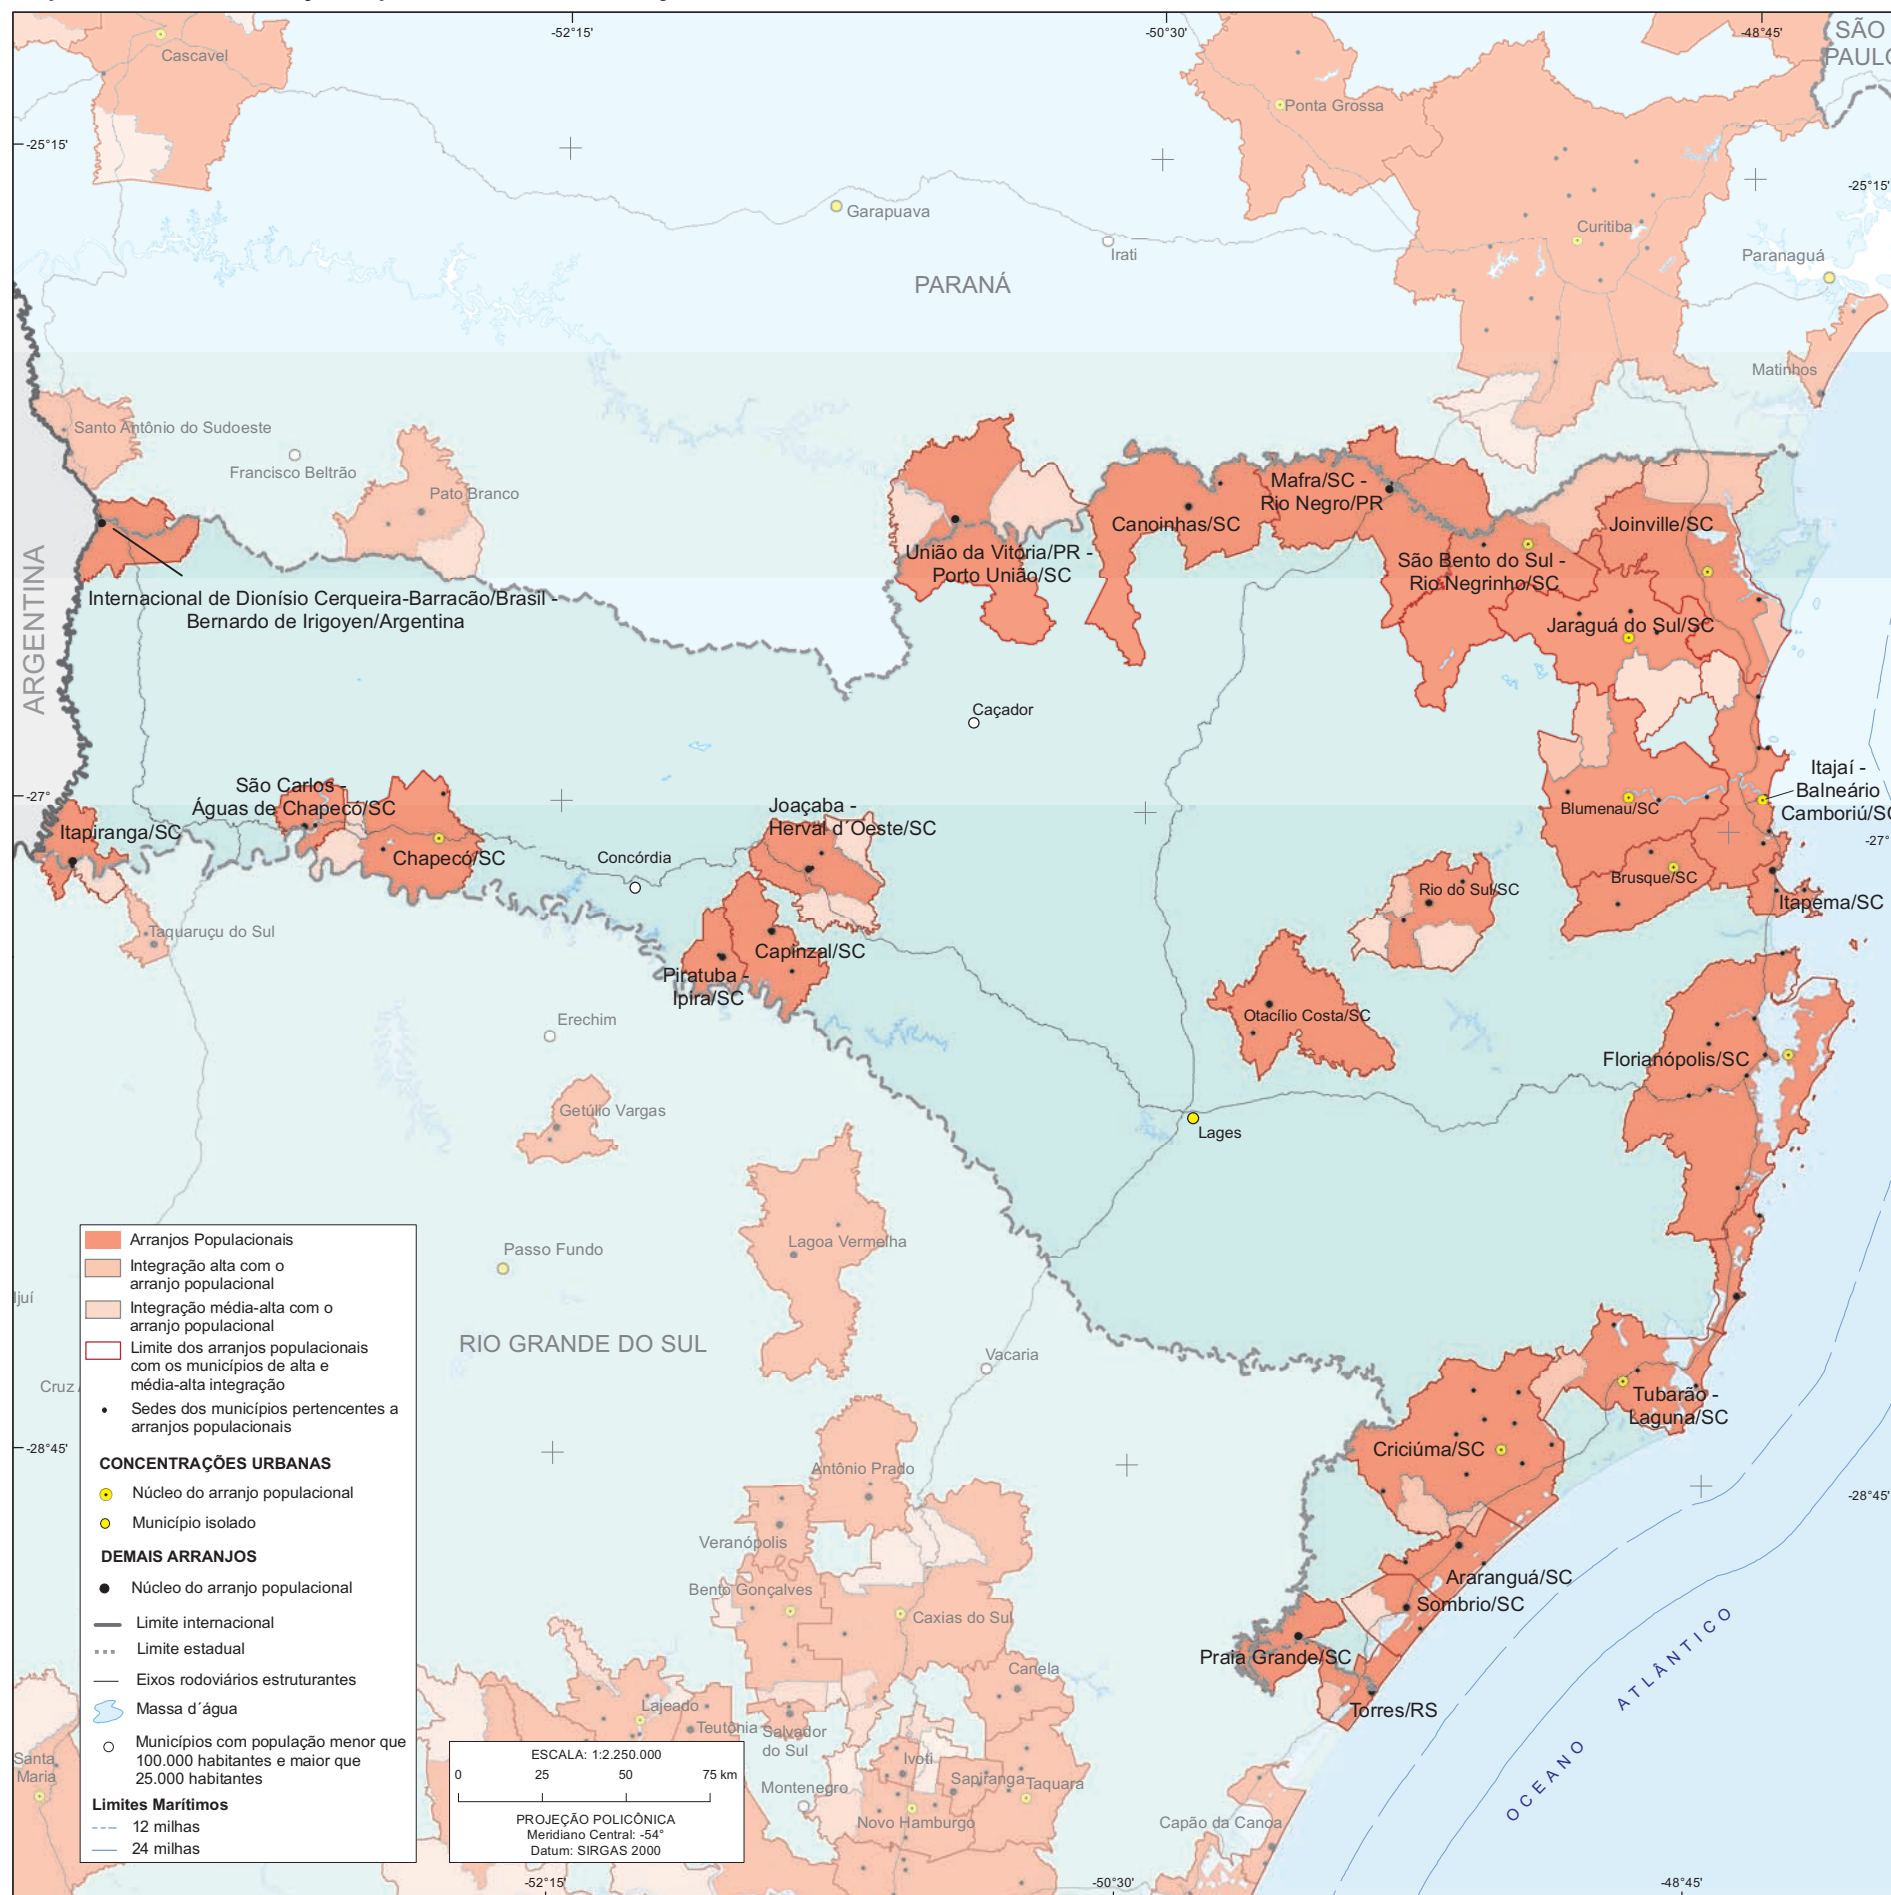 -52°15'
-50°30'
-48°45'
SÃO
PAULO
Cascavel
Ponta Grossa
-25°15'
-25°15'
Garapuava
Irati
Curitiba
Paranaguá
PARANÁ
Matinhos
Santo Antônio do Sudoeste
Francisco Beltrão
Pato Branco
Mafra/SC -
Rio Negro/PR
Canoinhas/SC
Joinville/SC
União da Vitória/PR -
Porto União/SC
São Bento do Sul -
Rio Negrinho/SC
ARGENTINA
Internacional de Dionísio Cerqueira-Barracão/Brasil -
Bernardo de Irigoyen/Argentina
Jaraguá do Sul/SC
Caçador
-27°
São Carlos -
Águas de Chapecó/SC
Joaçaba -
Herval d´Oeste/SC
Itajaí -
Balneário
Camboriú/SC
Blumenau/SC
Itapiranga/SC
Chapecó/SC
Concórdia
-27°
Brusque/SC
Rio do Sul/SC
Itapema/SC
Taquaruçu do Sul
Capinzal/SC
Piratuba -
Ipira/SC
Erechim
Otacílio Costa/SC
Florianópolis/SC
Getúlio Vargas
Lages
Passo Fundo
Lagoa Vermelha
Ijuí
RIO GRANDE DO SUL
Vacaria
Cruz
Tubarão -
Laguna/SC
Criciúma/SC
-28°45'
Antônio Prado
-28°45'
Veranópolis
Bento Gonçalves
Caxias do Sul
Araranguá/SC
Sombrio/SC
Praia Grande/SC
Canela
Torres/RS
Lajeado
Teutônia
Salvador
do Sul
Ivoti
Sapiranga
Taquara
Montenegro
Novo Hamburgo
Capão da Canoa
Santa
Maria
OCEANO ATLÂNTICO
Arranjos Populacionais
Integração alta com o
arranjo populacional
Integração média-alta com o
arranjo populacional
Limite dos arranjos populacionais
com os municípios de alta e
média-alta integração
Sedes dos municípios pertencentes a
arranjos populacionais
CONCENTRAÇÕES URBANAS
Núcleo do arranjo populacional
Município isolado
DEMAIS ARRANJOS
Núcleo do arranjo populacional
Limite internacional
Limite estadual
Eixos rodoviários estruturantes
Massa d´água
Municípios com população menor que
100.000 habitantes e maior que
25.000 habitantes
Limites Marítimos
12 milhas
24 milhas
ESCALA: 1:2.250.000
0 25 50 75 km
PROJEÇÃO POLICÔNICA
Meridiano Central: -54°
Datum: SIRGAS 2000
-52°15'
-50°30'
-48°45'